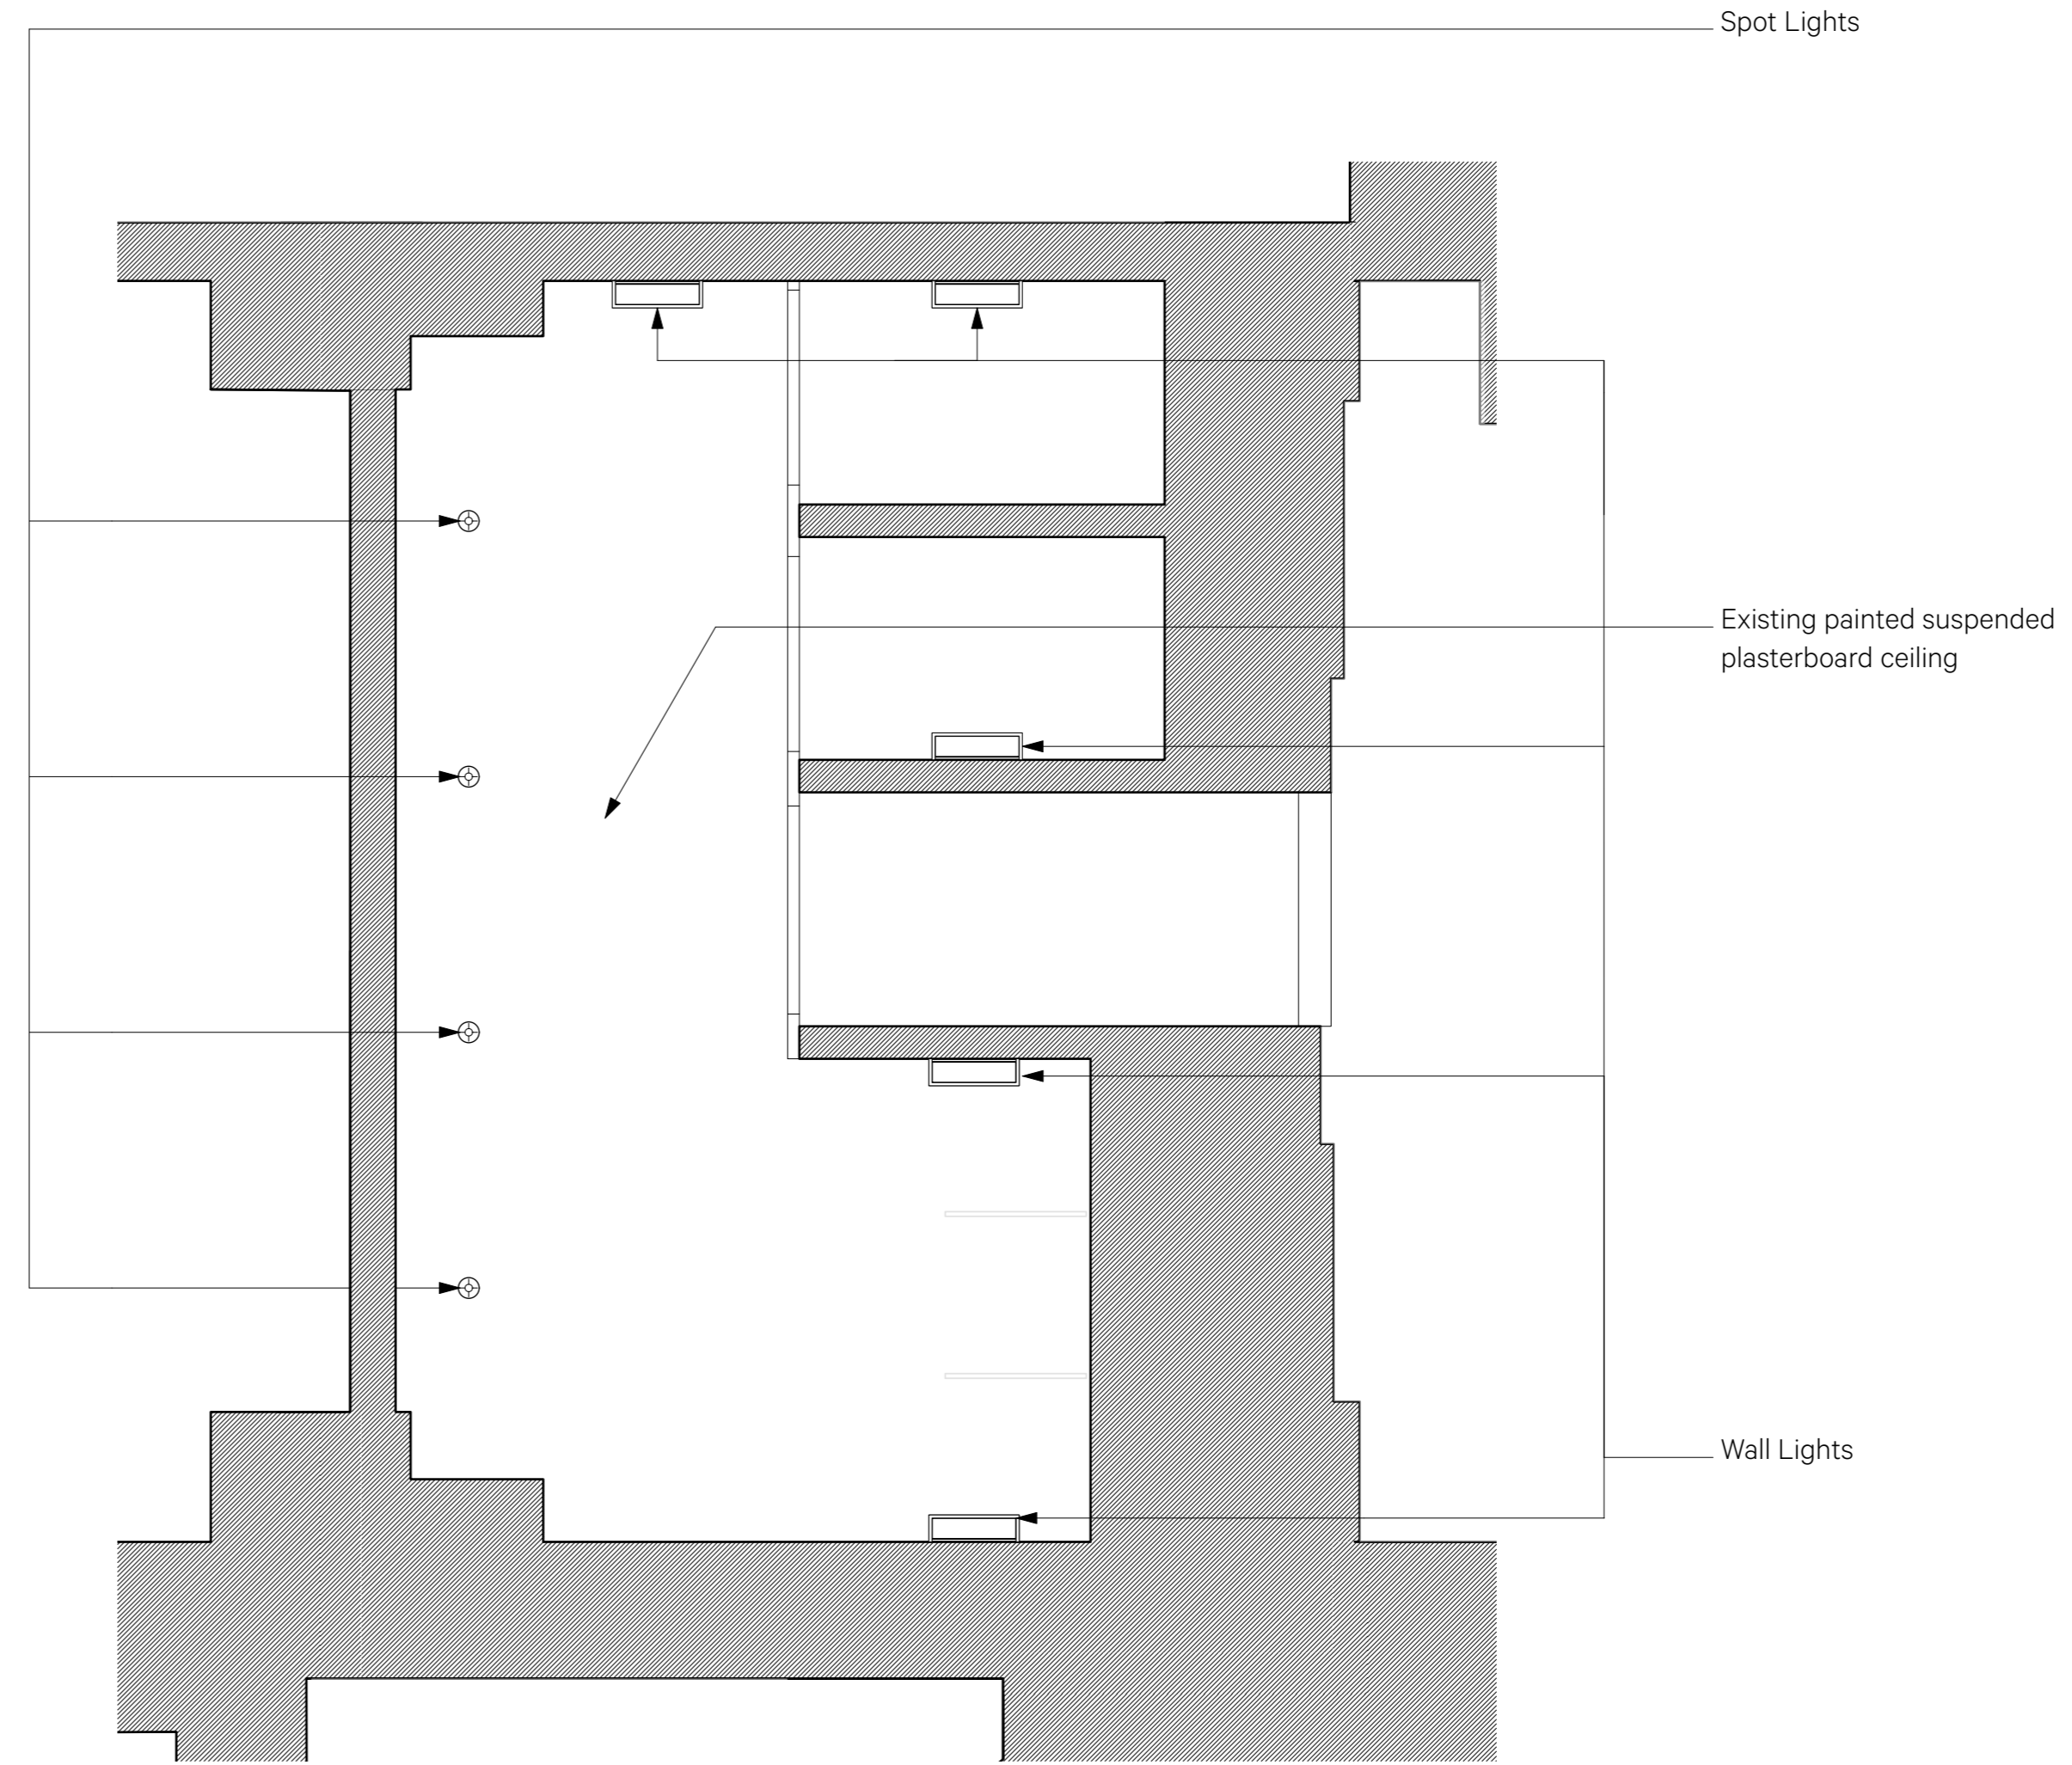 Spot Lights
Existing painted suspended
plasterboard ceiling
Wall Lights